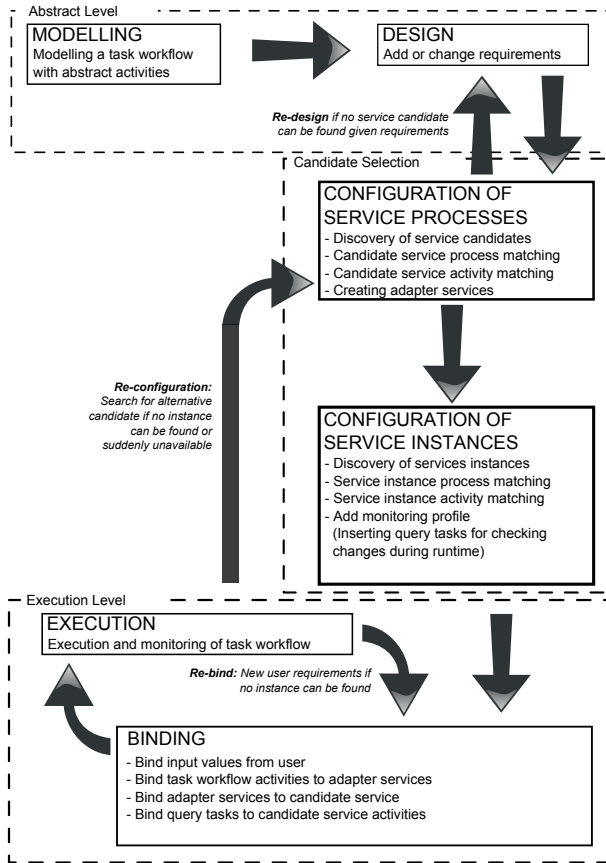 Abstract Level
MODELLING
Modelling a task workflow
with abstract activities
DESIGN
Add or change requirements
Re-design if no service candidate
can be found given requirements
Candidate Selection
CONFIGURATION OF
SERVICE PROCESSES
- Discovery of service candidates
- Candidate service process matching
- Candidate service activity matching
- Creating adapter services
Re-configuration:
Search for alternative
candidate if no instance
can be found or
suddenly unavailable
CONFIGURATION OF
SERVICE INSTANCES
- Discovery of services instances
- Service instance process matching
- Service instance activity matching
- Add monitoring profile
(Inserting query tasks for checking
changes during runtime)
Execution Level
EXECUTION
Execution and monitoring of task workflow
Re-bind: New user requirements if
no instance can be found
BINDING
- Bind input values from user
- Bind task workflow activities to adapter services
- Bind adapter services to candidate service
- Bind query tasks to candidate service activities